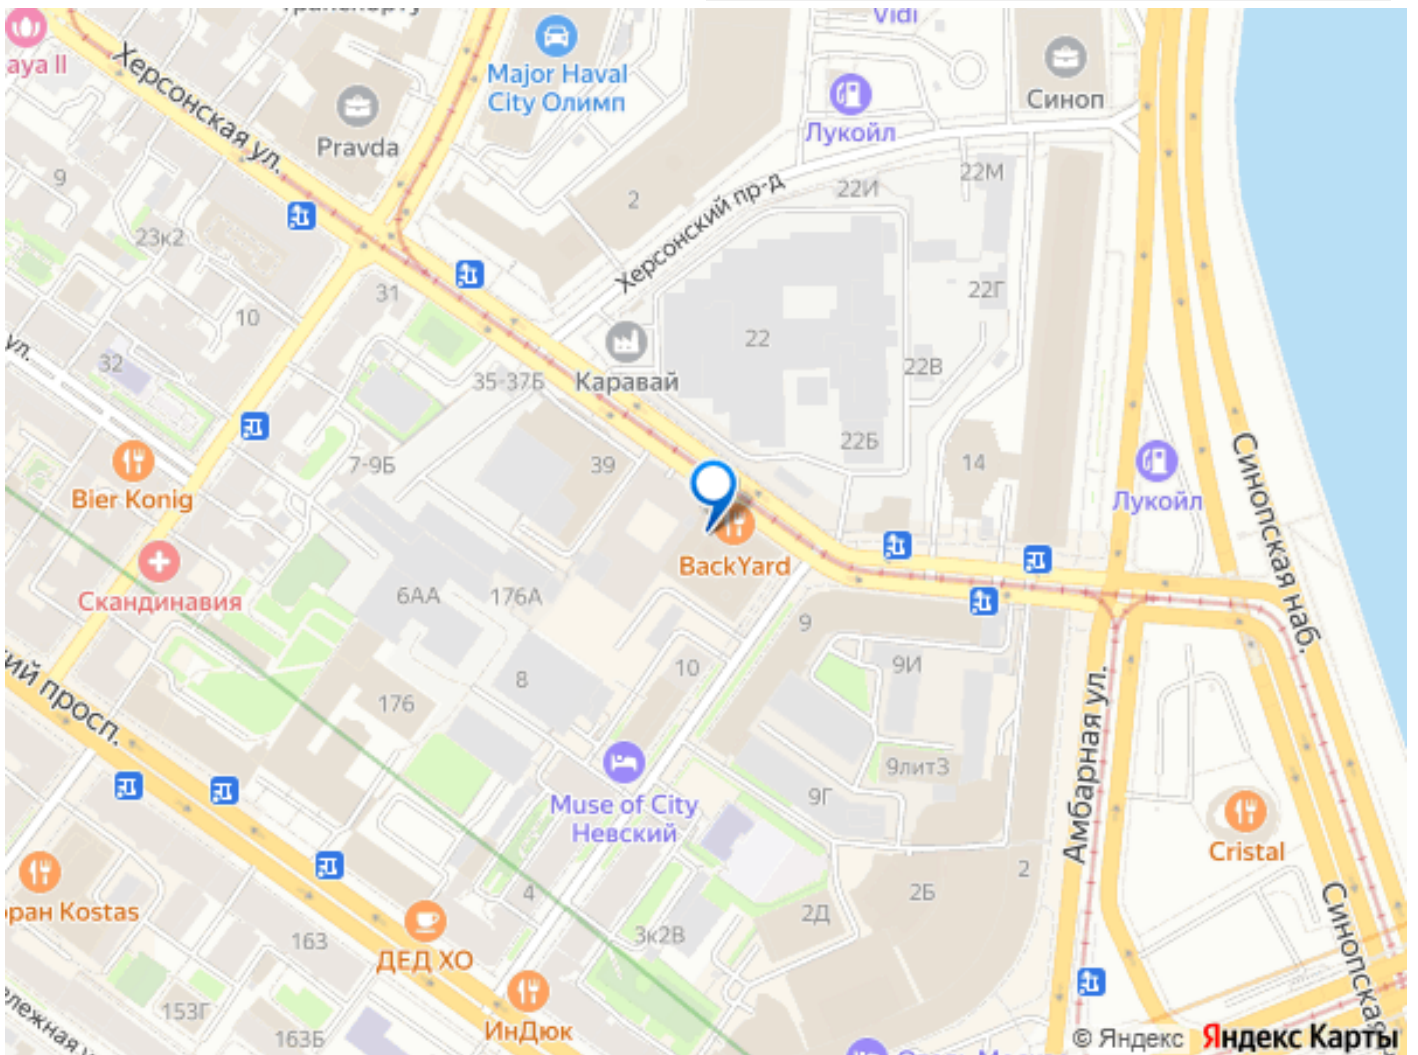 Vidi
aya II
Херсонская ул.
Major Haval
City Олимп
Pravda
Лукойл
Синоп
9
23к2
2
22И
22М
Херсонский пр-д
31
10
22Г
22
ул.
32
35-37Б
Каравай
22В
22Б
7-9Б
39
14
Bier Konig
Лукойл
Синопская наб.
BackYard
Скандинавия
6АА
176А
9
10
9И
8
176
ий просп.
9литЗ
9Г
Muse of City
Невский
Амбарная ул.
Cristal
2
2Б
2Д
4
3к2В
оран Kostas
163
ДЕД ХО
Синопская
153Г
163Б
ИнДюк
© Яндекс
Яндекс Карты